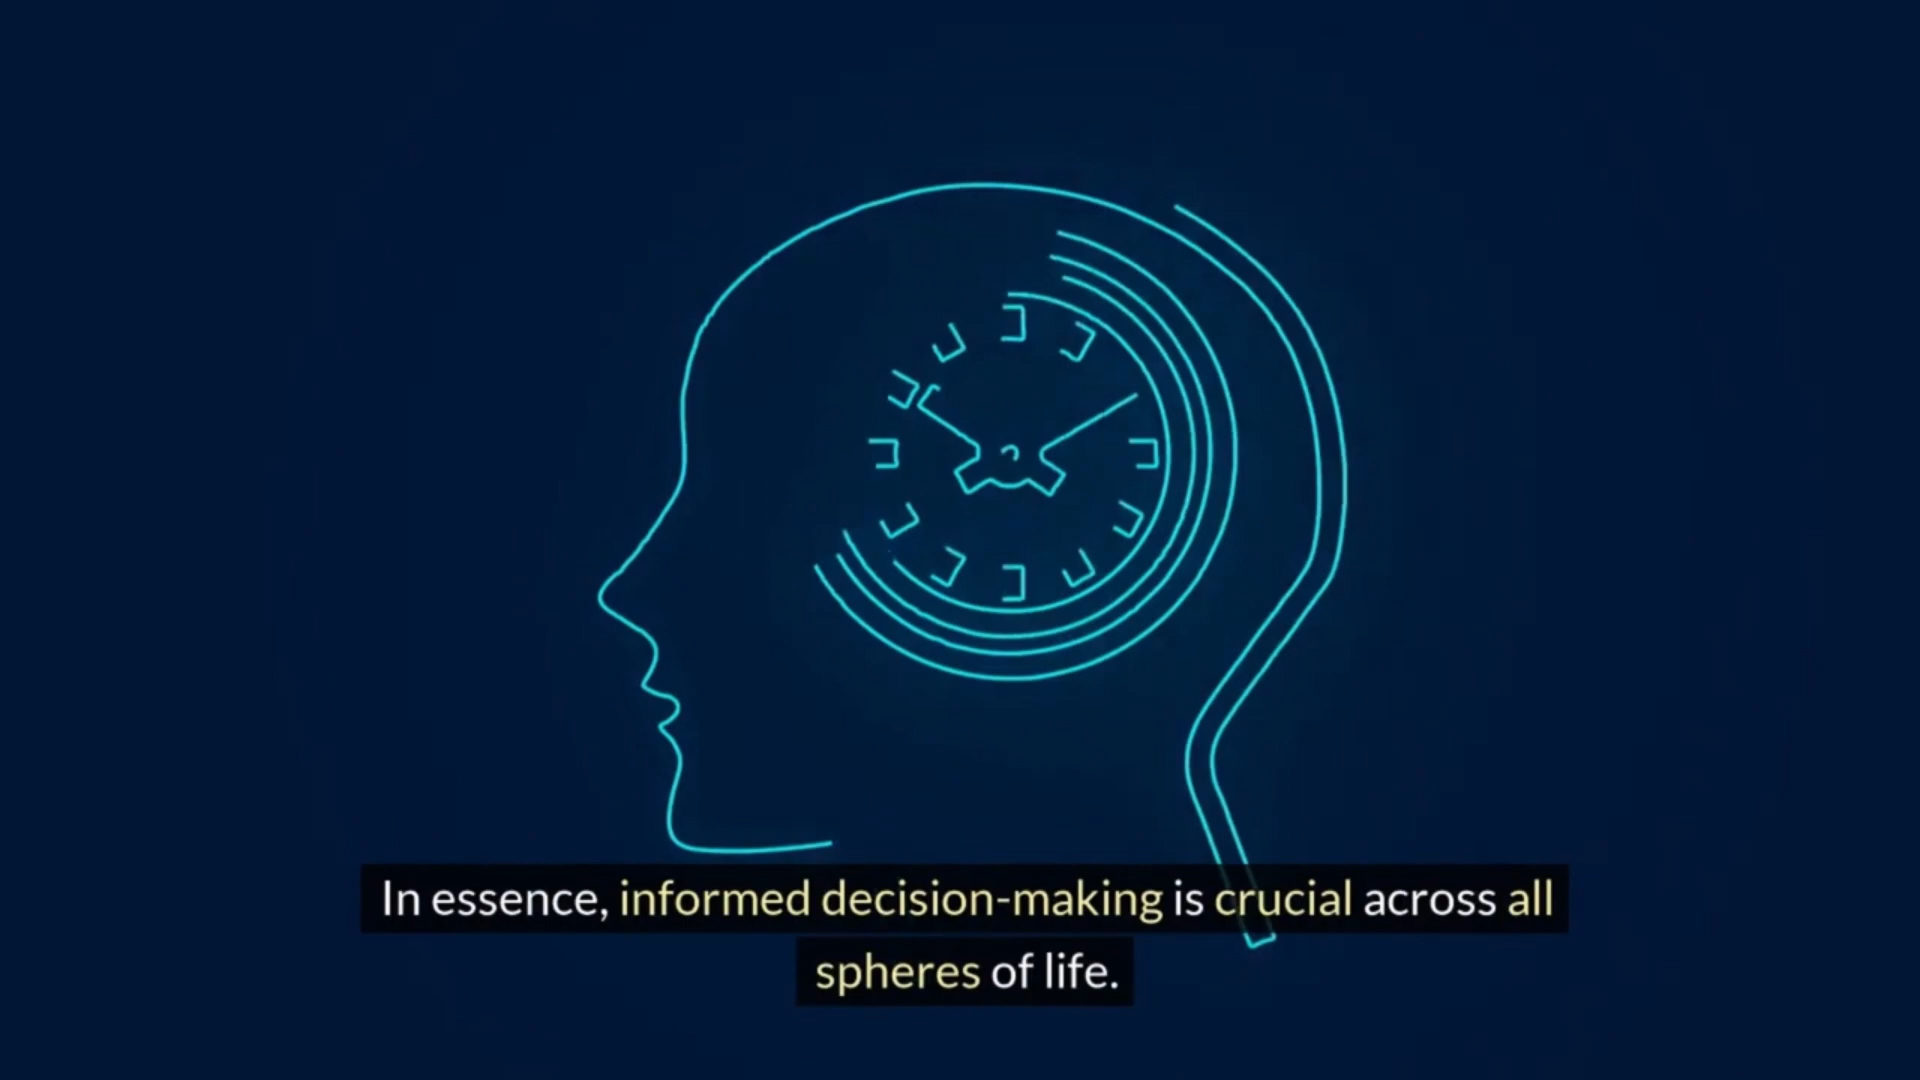 In essence, informed decision-making is crucial across all
spheres of life.